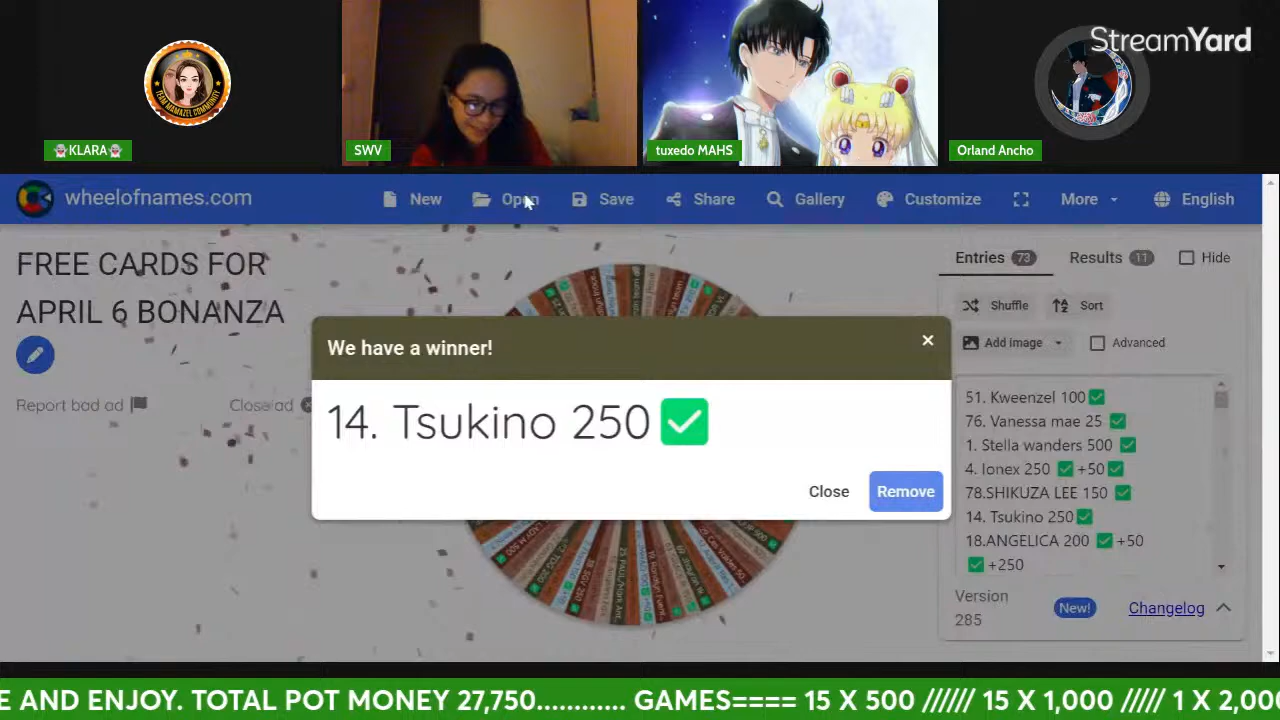 StreamYard
TEAM MAMAZEL COMMUNITY
👻KLARA👻
SWV
tuxedo MAHS
Orland Ancho
wheelofnames.com
New
Open
Save
Share
Gallery
Customize
More
English
FREE CARDS FOR
APRIL 6 BONANZA
Report bad ad
Close ad
Entries 73
Results 11
Hide
Shuffle
Sort
Add image
Advanced
We have a winner!
×
14. Tsukino 250 ✅
Close
Remove
51. Kweenzel 100✅
76. Vanessa mae 25 ✅
1. Stella wanders 500 ✅
4. Ionex 250 ✅ +50✅
78.SHIKUZA LEE 150 ✅
14. Tsukino 250✅
18.ANGELICA 200 ✅ +50
✅ +250
Version
285
New!
Changelog
E AND ENJOY. TOTAL POT MONEY 27,750............ GAMES==== 15 X 500 ////// 15 X 1,000 ///// 1 X 2,000